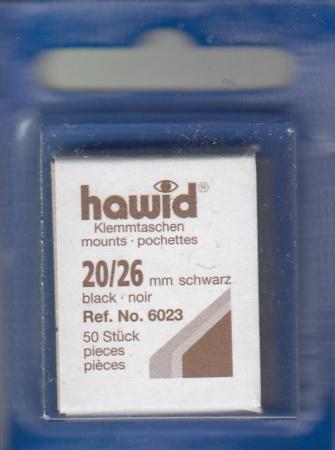 hawid®
Klemmtaschen
mounts · pochettes
20/26 mm schwarz
black · noir
Ref. No. 6023
50 Stück
pieces
pièces